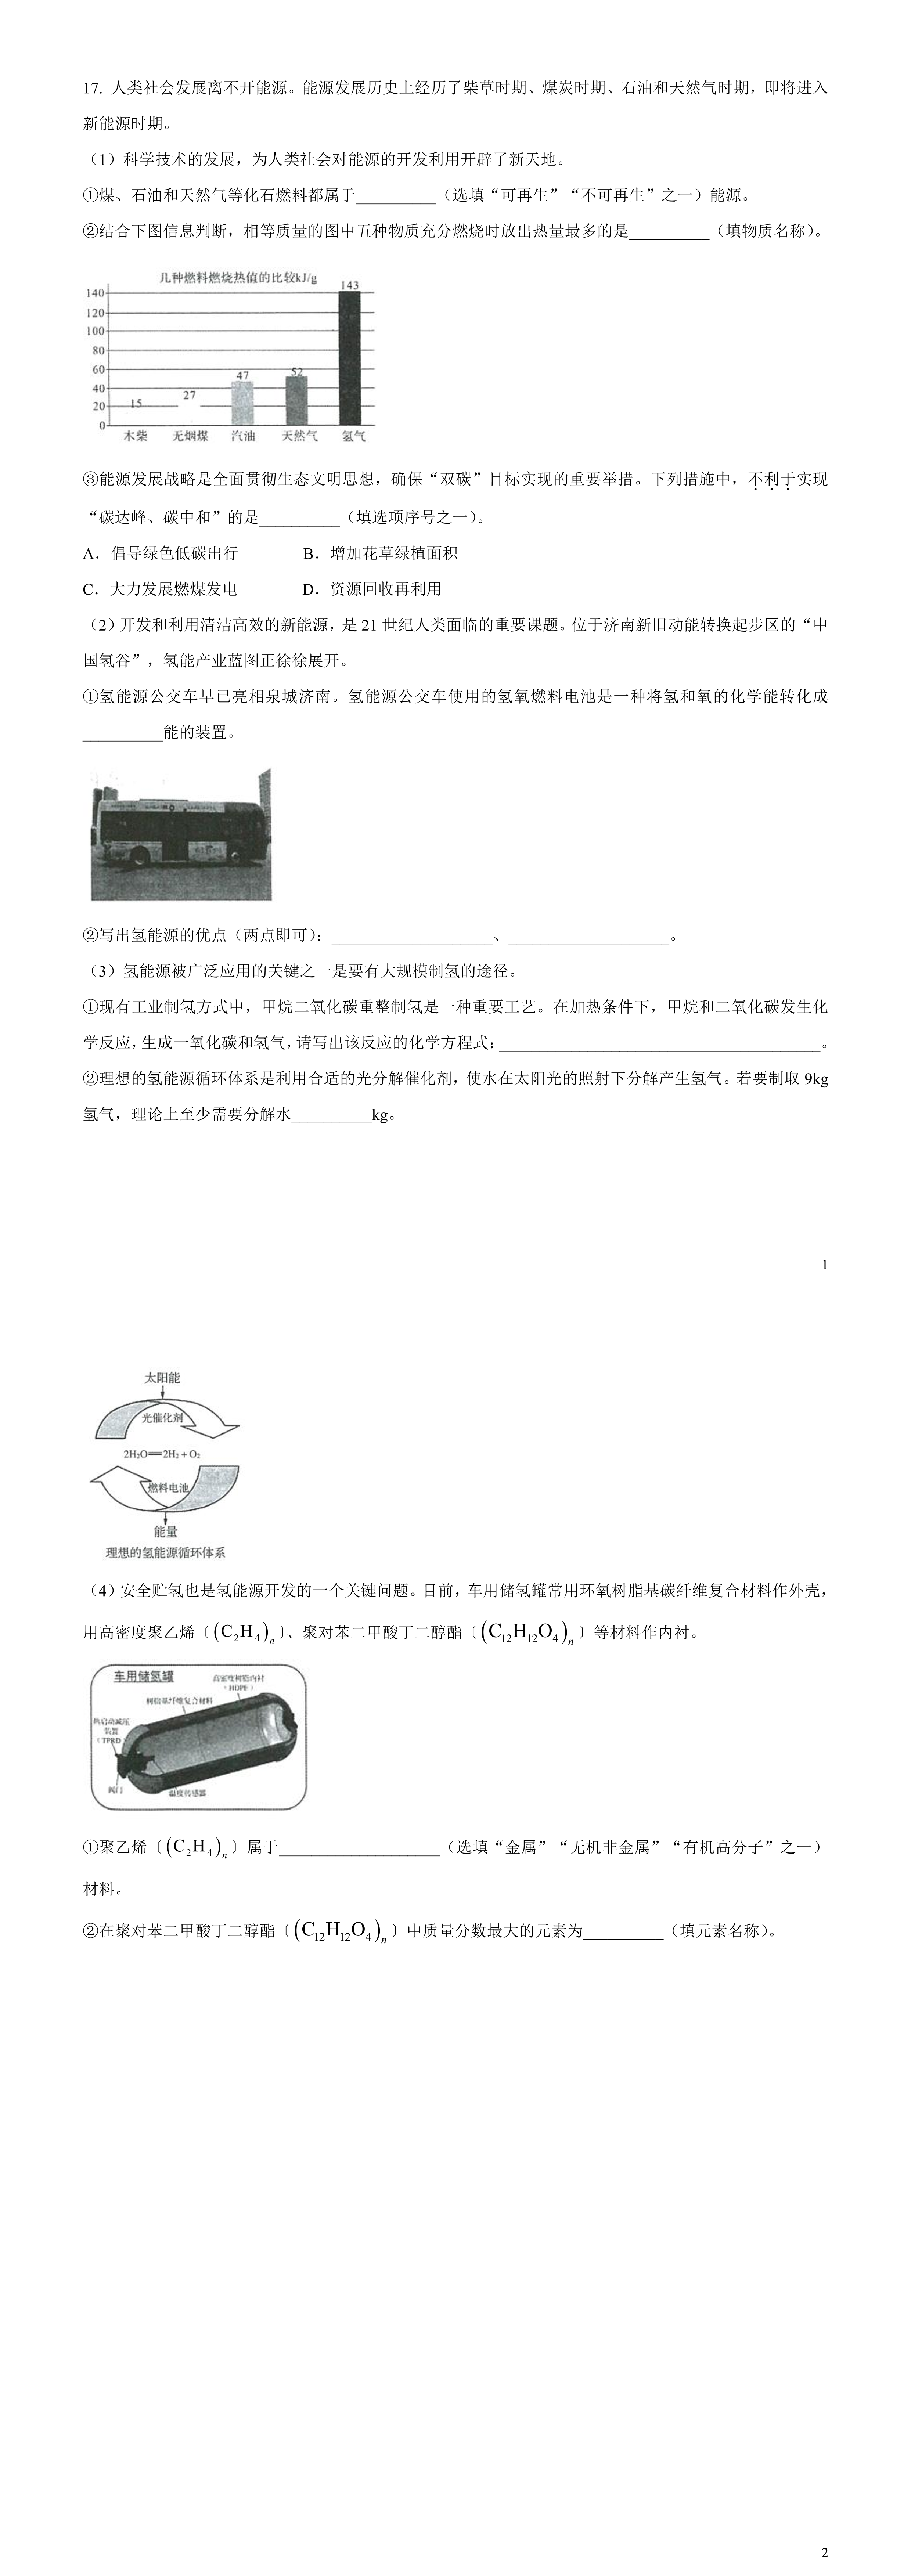 17. 人类社会发展离不开能源。能源发展历史上经历了柴草时期、煤炭时期、石油和天然气时期，即将进入
新能源时期。
（1）科学技术的发展，为人类社会对能源的开发利用开辟了新天地。
①煤、石油和天然气等化石燃料都属于__________（选填“可再生”“不可再生”之一）能源。
②结合下图信息判断，相等质量的图中五种物质充分燃烧时放出热量最多的是__________（填物质名称）。
几种燃料燃烧热值的比较kJ/g
140
120
100
80
60
40
20
0
15
27
47
52
143
木柴 无烟煤 汽油 天然气 氢气
③能源发展战略是全面贯彻生态文明思想，确保“双碳”目标实现的重要举措。下列措施中，不利于实现
“碳达峰、碳中和”的是__________（填选项序号之一）。
A．倡导绿色低碳出行 B．增加花草绿植面积
C．大力发展燃煤发电 D．资源回收再利用
（2）开发和利用清洁高效的新能源，是 21 世纪人类面临的重要课题。位于济南新旧动能转换起步区的“中
国氢谷”，氢能产业蓝图正徐徐展开。
①氢能源公交车早已亮相泉城济南。氢能源公交车使用的氢氧燃料电池是一种将氢和氧的化学能转化成
__________能的装置。
②写出氢能源的优点（两点即可）：____________________、____________________。
（3）氢能源被广泛应用的关键之一是要有大规模制氢的途径。
①现有工业制氢方式中，甲烷二氧化碳重整制氢是一种重要工艺。在加热条件下，甲烷和二氧化碳发生化
学反应，生成一氧化碳和氢气，请写出该反应的化学方程式：________________________________________。
②理想的氢能源循环体系是利用合适的光分解催化剂，使水在太阳光的照射下分解产生氢气。若要制取 9kg
氢气，理论上至少需要分解水__________kg。
1
太阳能
光催化剂
2H₂O══2H₂＋O₂
燃料电池
能量
理想的氢能源循环体系
（4）安全贮氢也是氢能源开发的一个关键问题。目前，车用储氢罐常用环氧树脂基碳纤维复合材料作外壳，
用高密度聚乙烯〔(C₂H₄)ₙ〕、聚对苯二甲酸丁二醇酯〔(C₁₂H₁₂O₄)ₙ〕等材料作内衬。
车用储氢罐
高密度树脂内衬
（HDPE）
树脂基纤维复合材料
热启动减压
装置
（TPRD）
阀门
温度传感器
①聚乙烯〔(C₂H₄)ₙ〕属于____________________（选填“金属”“无机非金属”“有机高分子”之一）
材料。
②在聚对苯二甲酸丁二醇酯〔(C₁₂H₁₂O₄)ₙ〕中质量分数最大的元素为__________（填元素名称）。
2